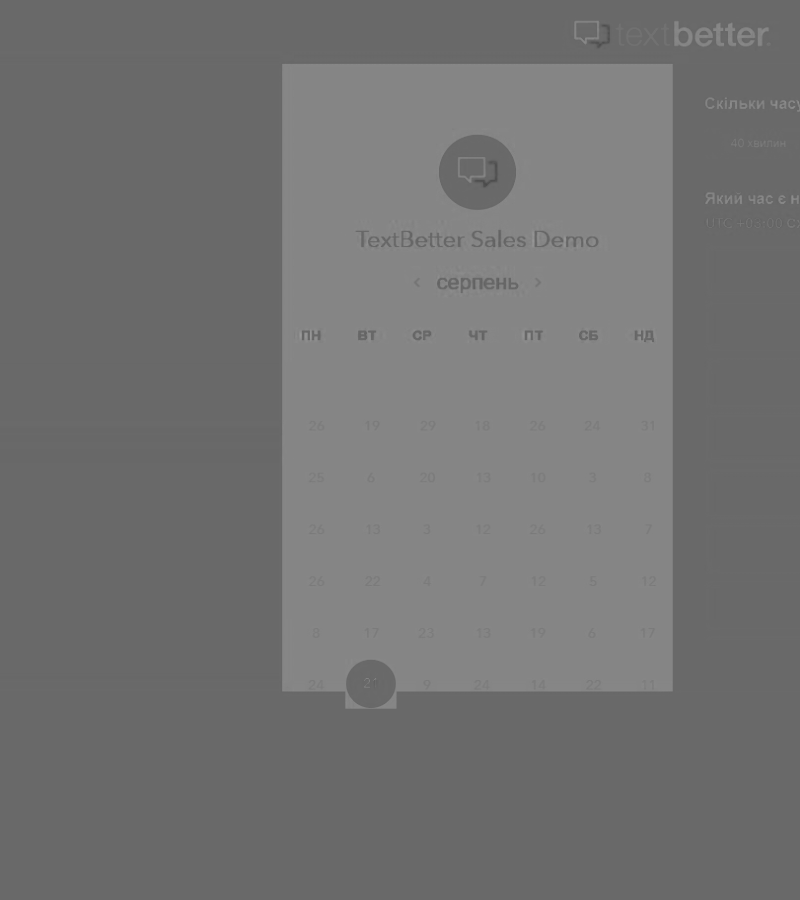 textbetter
TextBetter Sales Demo
‹ серпень ›
ПН ВТ СР ЧТ ПТ СБ НД
26 19 29 18 26 24 31
25 6 20 13 10 3 3
26 13 3 12 26 13 7
26 22 4 7 12 5 12
8 17 23 13 19 6 17
24 21 9 24 14 22 11
Скільки часу
40 хвилин
Який час є н